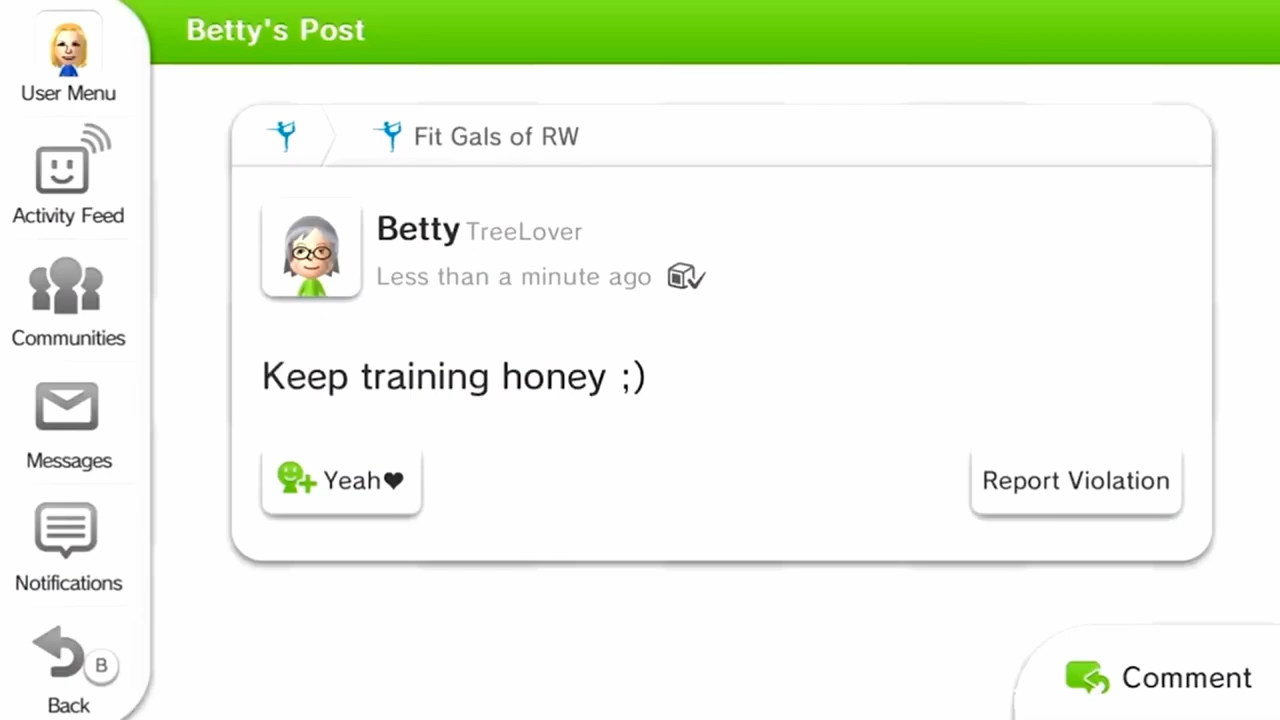 Betty's Post
User Menu
Activity Feed
Communities
Messages
Notifications
B
Back
Fit Gals of RW
Betty TreeLover
Less than a minute ago
Keep training honey ;)
Yeah♥
Report Violation
Comment